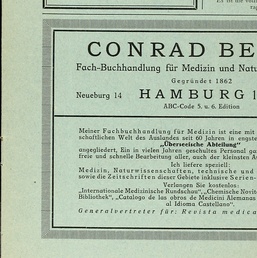 CONRAD BE
Fach-Buchhandlung für Medizin und Natu
Gegründet 1862
Neueburg 14 HAMBURG 1
ABC-Code 5. u. 6. Edition
Meiner Fachbuchhandlung für Medizin ist eine mit
schaftlichen Welt des Auslandes seit 60 Jahren in engste
„Überseeische Abteilung"
angegliedert. Ein in vielen Jahren geschultes Personal ga
freie und schnelle Bearbeitung aller, auch der kleinsten Au
Ich liefere speziell:
Medizin, Naturwissenschaften, technische und
sowie die Zeitschriften dieser Gebiete inklusive Serien-
Verlangen Sie kostenlos:
„Internationale Medizinische Rundschau", „Chemische Novit
Bibliothek", „Catalogo de las obras de Medicina Alemanas
al Idioma Castellano".
Generalvertreter für: Revista medica